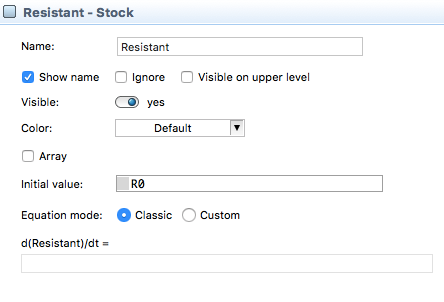 Resistant - Stock
Name: Resistant
Show name Ignore Visible on upper level
Visible: yes
Color: Default
Array
Initial value: R0
Equation mode: Classic Custom
d(Resistant)/dt =